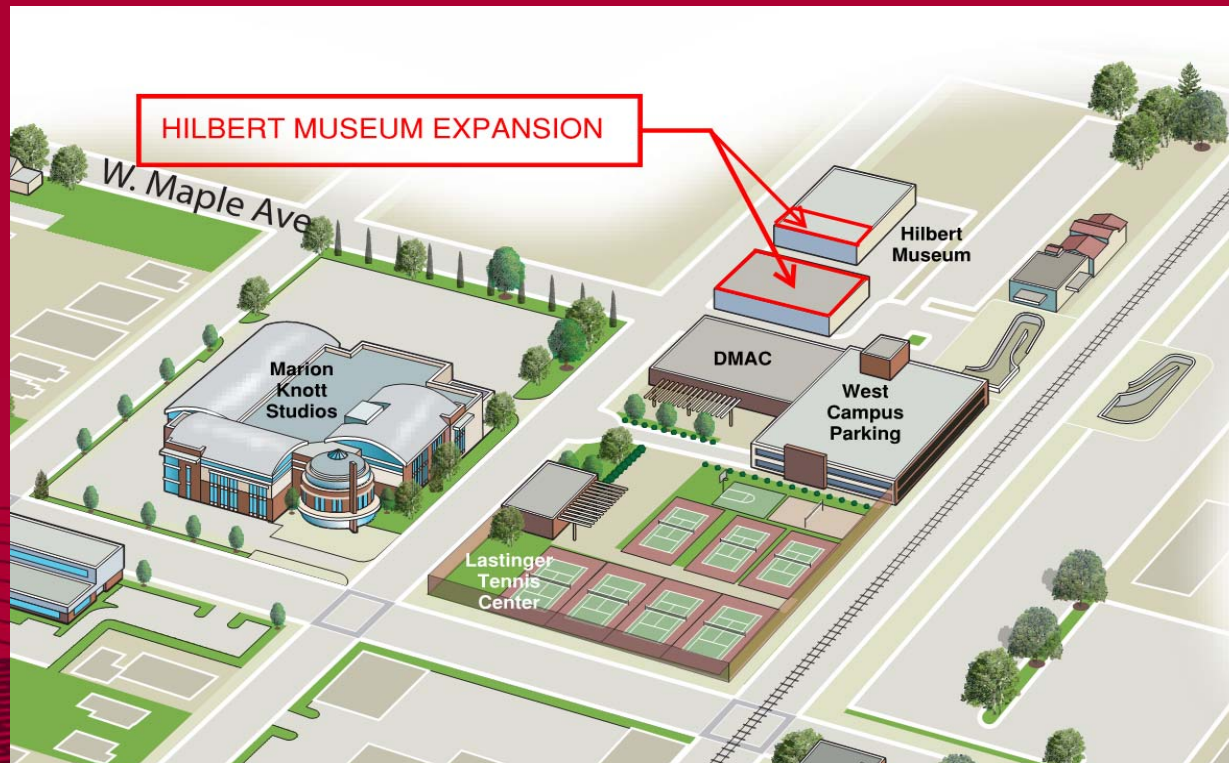 HILBERT MUSEUM EXPANSION
W. Maple Ave
Hilbert
Museum
DMAC
Marion
Knott
Studios
West
Campus
Parking
Lastinger
Tennis
Center